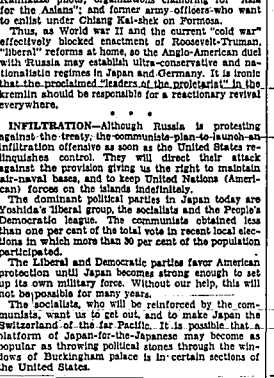 for the Asians"; and former army officers who want
to enlist under Chiang Kai-shek on Formosa.
Thus, as World war II and the current "cold war"
effectively blocked enactment of Roosevelt-Truman,
"liberal" reforms at home, so the Anglo-American duel
with Russia may establish ultra-conservative and na-
tionalistic regimes in Japan and Germany. It is ironic
that the proclaimed "leaders of the proletariat" in the
kremlin should be responsible for a reactionary revival
everywhere.
* * *
INFILTRATION—Although Russia is protesting
against the treaty, the communists plan to launch an
infiltration offensive as soon as the United States re-
linquishes control. They will direct their attack
against the provision giving us the right to maintain
air-naval bases, and to keep United Nations (Ameri-
can) forces on the islands indefinitely.
The dominant political parties in Japan today are
Yoshida's liberal group, the socialists and the People's
Democratic league. The communists obtained less
than one per cent of the total vote in recent local elec-
tions in which more than 90 per cent of the population
participated.
The Liberal and Democratic parties favor American
protection until Japan becomes strong enough to set
up its own military force. Without our help, this will
not be possible for many years.
The socialists, who will be reinforced by the com-
munists, want us to get out, and to make Japan the
Switzerland of the far Pacific. It is possible that a
platform of Japan-for-the-Japanese may become as
popular as throwing political stones through the win-
dows of Buckingham palace is in certain sections of
the United States.